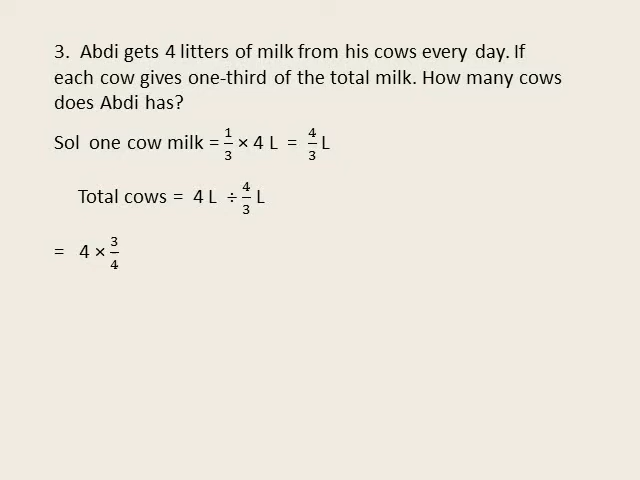 3. Abdi gets 4 litters of milk from his cows every day. If
each cow gives one-third of the total milk. How many cows
does Abdi has?
Sol one cow milk = 1/3 × 4 L = 4/3 L
Total cows = 4 L ÷ 4/3 L
= 4 × 3/4